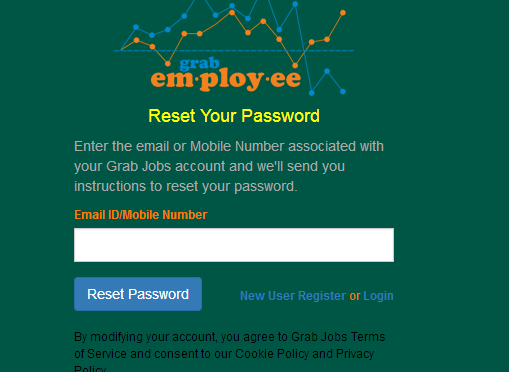 grab
em·ploy·ee
Reset Your Password
Enter the email or Mobile Number associated with
your Grab Jobs account and we'll send you
instructions to reset your password.
Email ID/Mobile Number
Reset Password
New User Register or Login
By modifying your account, you agree to Grab Jobs Terms
of Service and consent to our Cookie Policy and Privacy
Policy